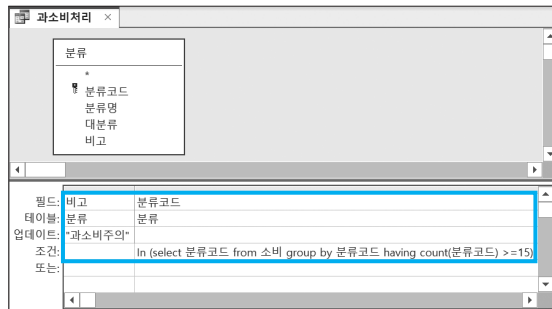 과소비처리
분류
*
분류코드
분류명
대분류
비고
필드: 비고 분류코드
테이블: 분류 분류
업데이트: "과소비주의"
조건: In (select 분류코드 from 소비 group by 분류코드 having count(분류코드) >=15)
또는: